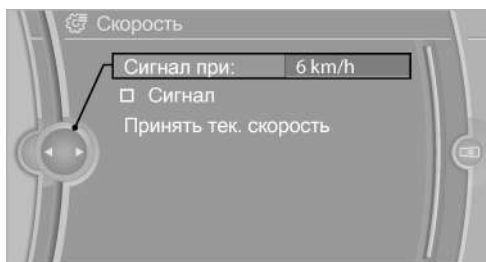 Скорость
Сигнал при: 6 km/h
Сигнал
Принять тек. скорость